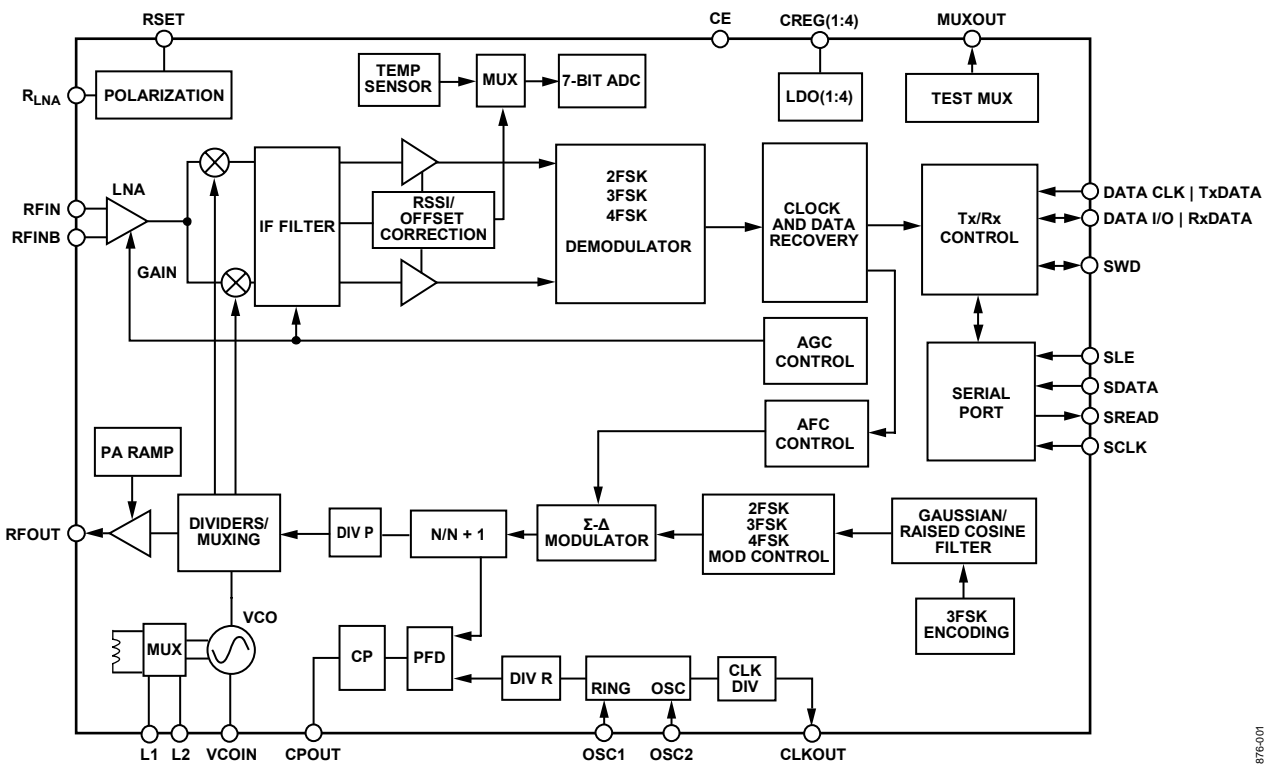 RSET
CE
CREG(1:4)
MUXOUT
R_LNA
POLARIZATION
TEMP
SENSOR
MUX
7-BIT ADC
LDO(1:4)
TEST MUX
LNA
RFIN
RFINB
GAIN
IF FILTER
RSSI/
OFFSET
CORRECTION
2FSK
3FSK
4FSK
DEMODULATOR
CLOCK
AND DATA
RECOVERY
Tx/Rx
CONTROL
DATA CLK | TxDATA
DATA I/O | RxDATA
SWD
AGC
CONTROL
SERIAL
PORT
SLE
SDATA
SREAD
SCLK
AFC
CONTROL
PA RAMP
RFOUT
DIVIDERS/
MUXING
DIV P
N/N + 1
Σ-Δ
MODULATOR
2FSK
3FSK
4FSK
MOD CONTROL
GAUSSIAN/
RAISED COSINE
FILTER
3FSK
ENCODING
VCO
MUX
CP
PFD
DIV R
RING
OSC
CLK
DIV
L1
L2
VCOIN
CPOUT
OSC1
OSC2
CLKOUT
876-001